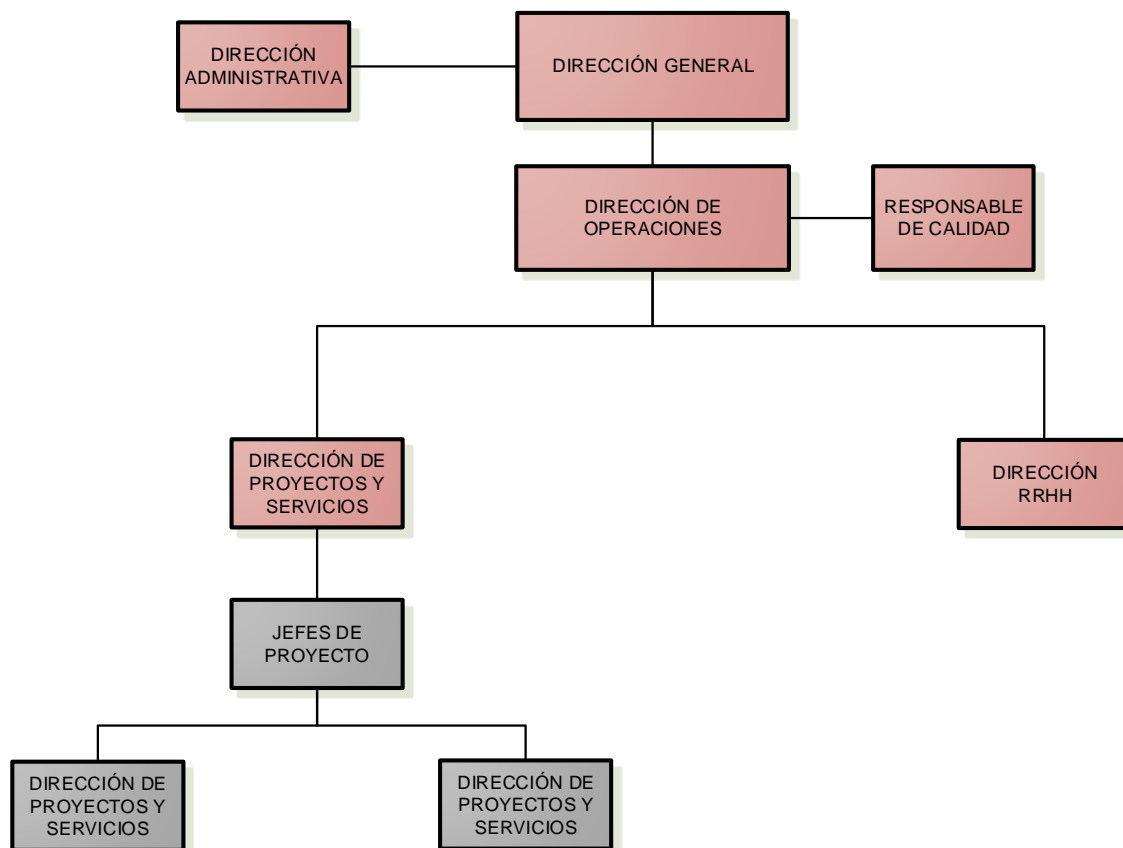 DIRECCIÓN
ADMINISTRATIVA
DIRECCIÓN GENERAL
DIRECCIÓN DE
OPERACIONES
RESPONSABLE
DE CALIDAD
DIRECCIÓN DE
PROYECTOS Y
SERVICIOS
DIRECCIÓN
RRHH
JEFES DE
PROYECTO
DIRECCIÓN DE
PROYECTOS Y
SERVICIOS
DIRECCIÓN DE
PROYECTOS Y
SERVICIOS